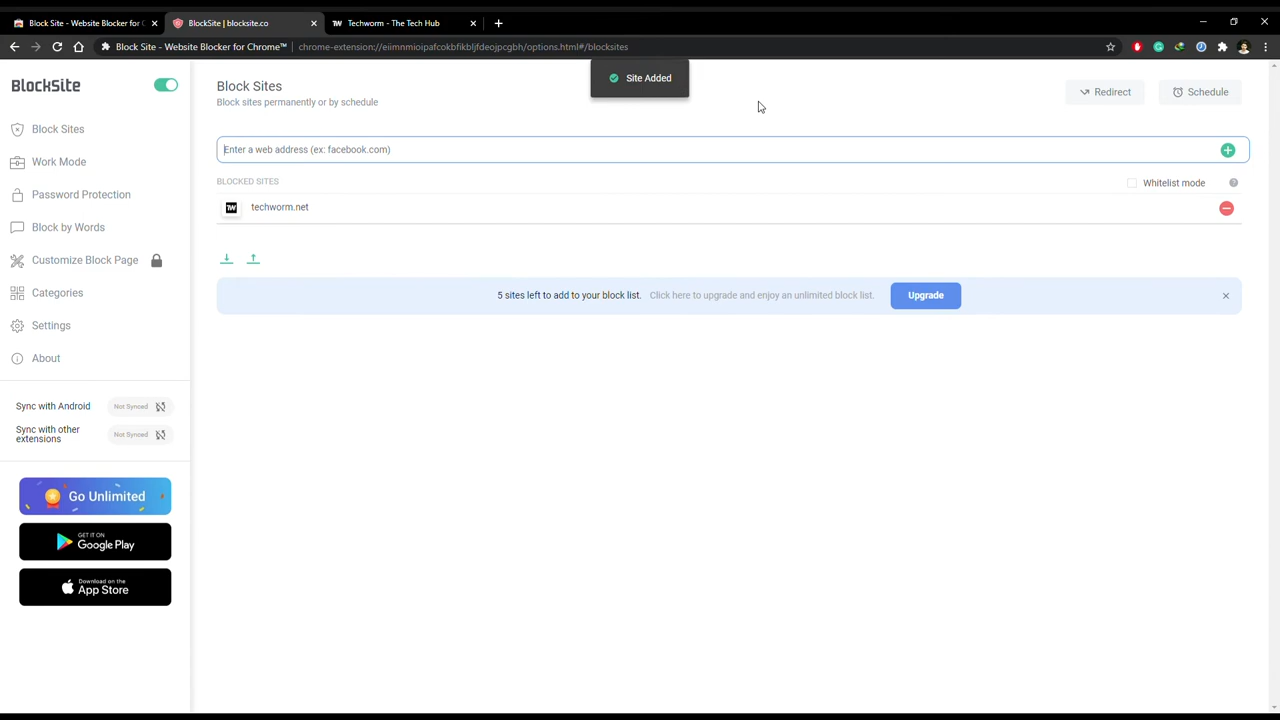 Block Site - Website Blocker for C
BlockSite | blocksite.co
TW Techworm - The Tech Hub
Block Site - Website Blocker for Chrome™ | chrome-extension://eiimnmioipafcokbfikbljfdeojpcgbh/options.html#/blocksites
BLOCKSITE
Block Sites
Site Added
Block sites permanently or by schedule
Redirect
Schedule
Block Sites
Enter a web address (ex: facebook.com)
Work Mode
BLOCKED SITES
Whitelist mode
Password Protection
TW techworm.net
Block by Words
Customize Block Page
Categories
5 sites left to add to your block list. Click here to upgrade and enjoy an unlimited block list. Upgrade
Settings
About
Sync with Android Not Synced
Sync with other extensions Not Synced
Go Unlimited
GET IT ON
Google Play
Download on the
App Store